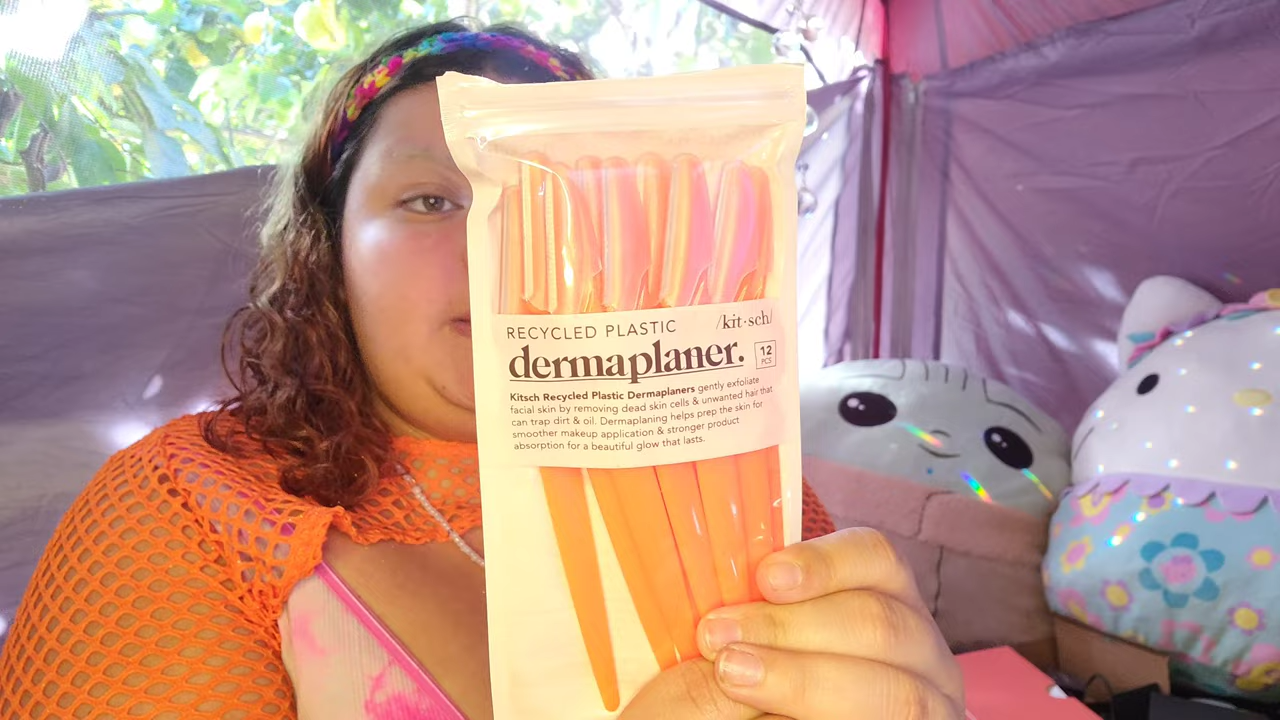 RECYCLED PLASTIC /kit·sch/
dermaplaner. 12 PCS
Kitsch Recycled Plastic Dermaplaners gently exfoliate
facial skin by removing dead skin cells & unwanted hair that
can trap dirt & oil. Dermaplaning helps prep the skin for
smoother makeup application & stronger product
absorption for a beautiful glow that lasts.